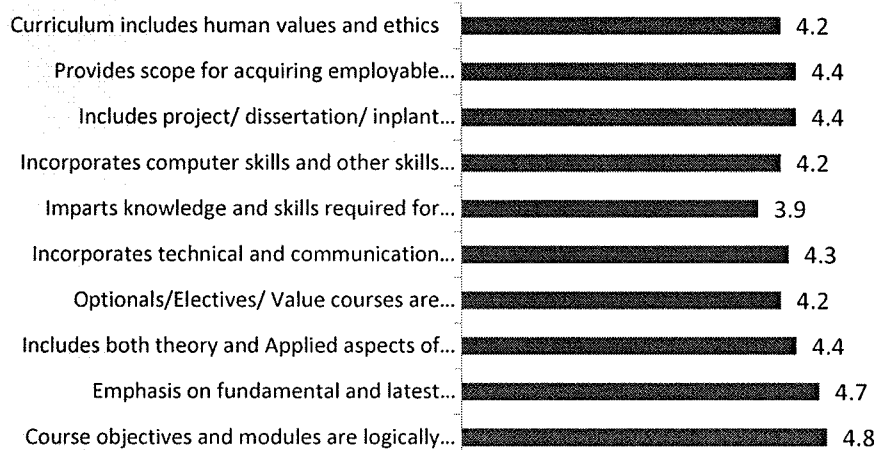 Curriculum includes human values and ethics 4.2
Provides scope for acquiring employable... 4.4
Includes project/ dissertation/ inplant... 4.4
Incorporates computer skills and other skills... 4.2
Imparts knowledge and skills required for... 3.9
Incorporates technical and communication... 4.3
Optionals/Electives/ Value courses are... 4.2
Includes both theory and Applied aspects of... 4.4
Emphasis on fundamental and latest... 4.7
Course objectives and modules are logically... 4.8